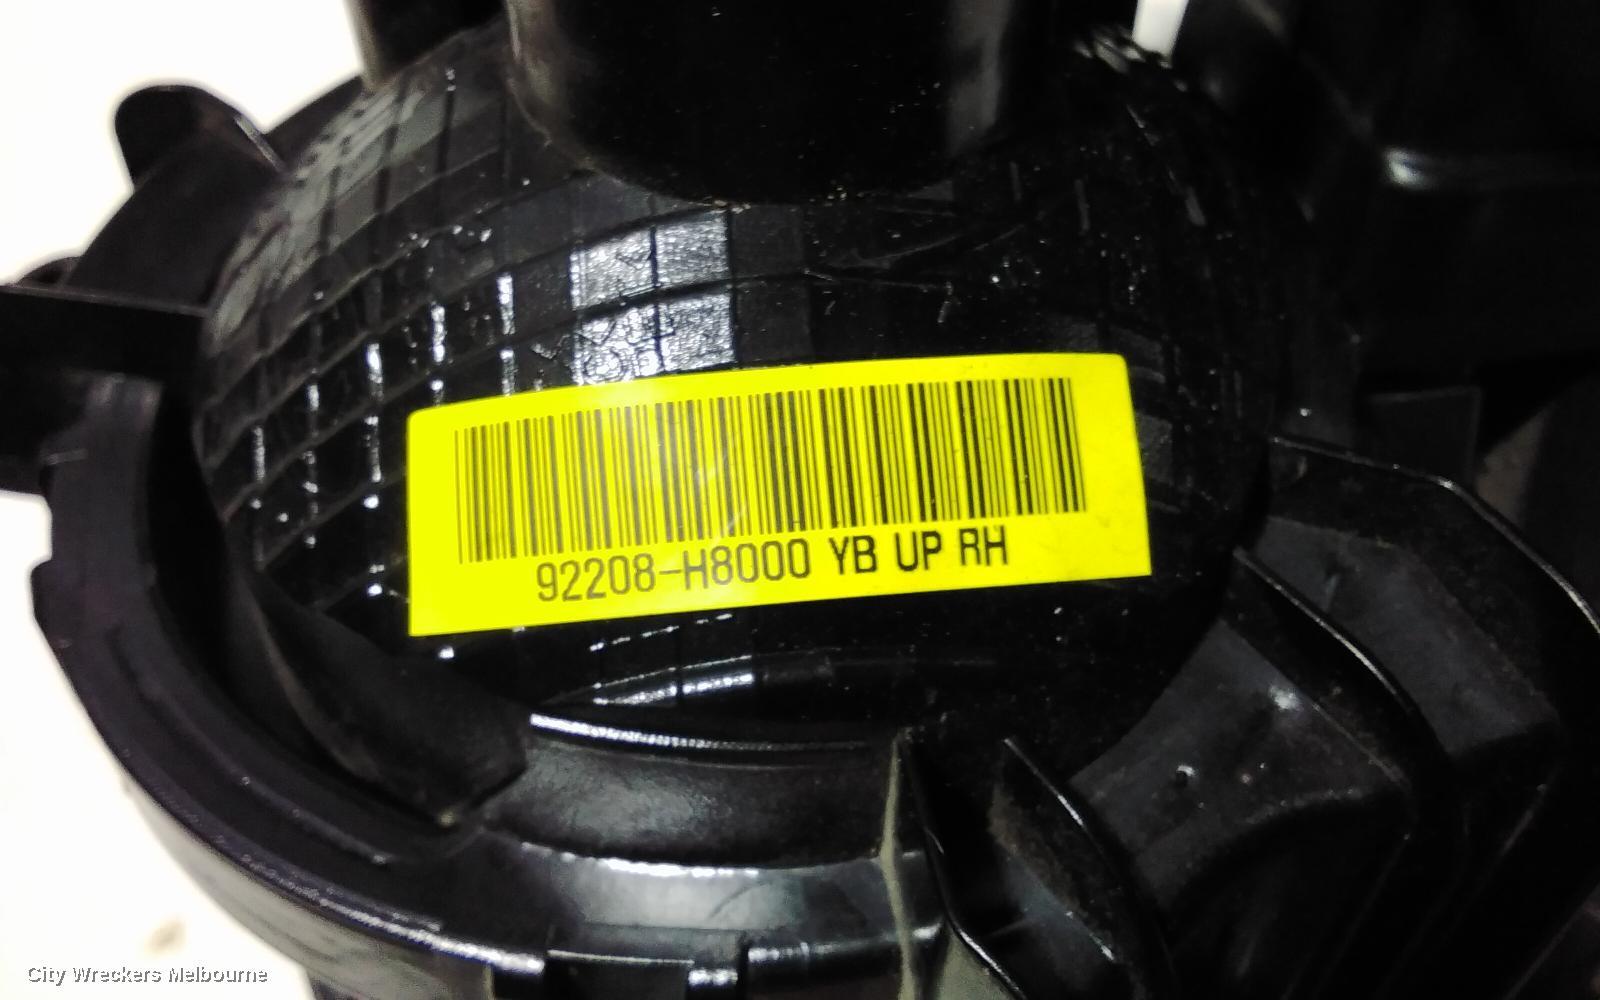 92208-H8000 YB UP RH
City Wreckers Melbourne